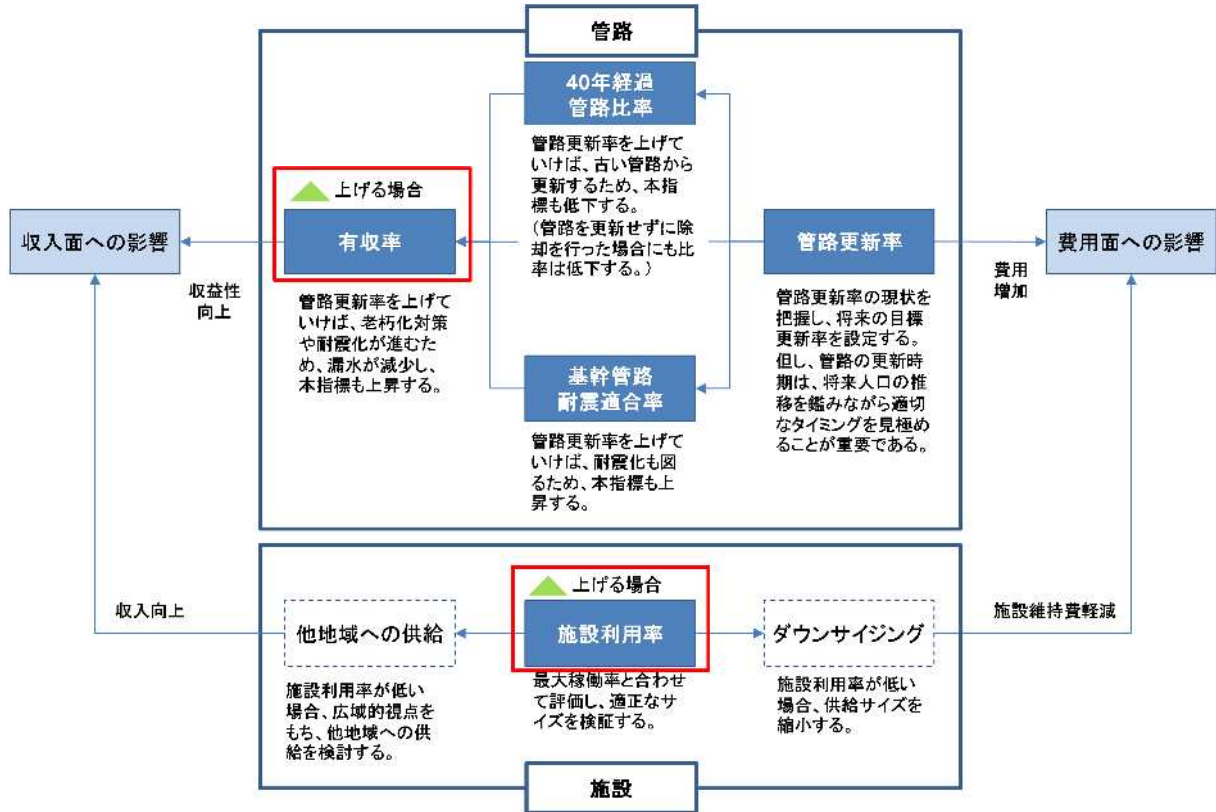 管路
40年経過
管路比率
管路更新率を上げて
いけば、古い管路から
更新するため、本指
標も低下する。
（管路を更新せずに除
却を行った場合にも比
率は低下する。）
上げる場合
有収率
収入面への影響
収益性
向上
管路更新率を上げて
いけば、老朽化対策
や耐震化が進むた
め、漏水が減少し、
本指標も上昇する。
管路更新率
費用面への影響
費用
増加
管路更新率の現状を
把握し、将来の目標
更新率を設定する。
但し、管路の更新時
期は、将来人口の推
移を鑑みながら適切
なタイミングを見極め
ることが重要である。
基幹管路
耐震適合率
管路更新率を上げて
いけば、耐震化も図
るため、本指標も上
昇する。
上げる場合
収入向上
他地域への供給
施設利用率
ダウンサイジング
施設維持費軽減
施設利用率が低い
場合、広域的視点を
もち、他地域への供
給を検討する。
最大稼働率と合わせ
て評価し、適正なサ
イズを検証する。
施設利用率が低い
場合、供給サイズを
縮小する。
施設